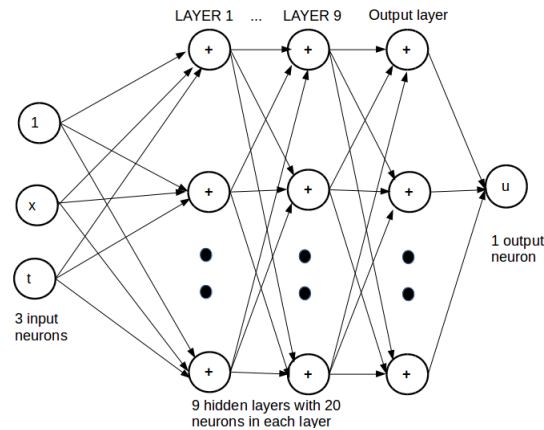 LAYER 1 ... LAYER 9 Output layer
+ + +
1
x
t
+ + +
u
3 input
neurons
1 output
neuron
+ + +
9 hidden layers with 20
neurons in each layer